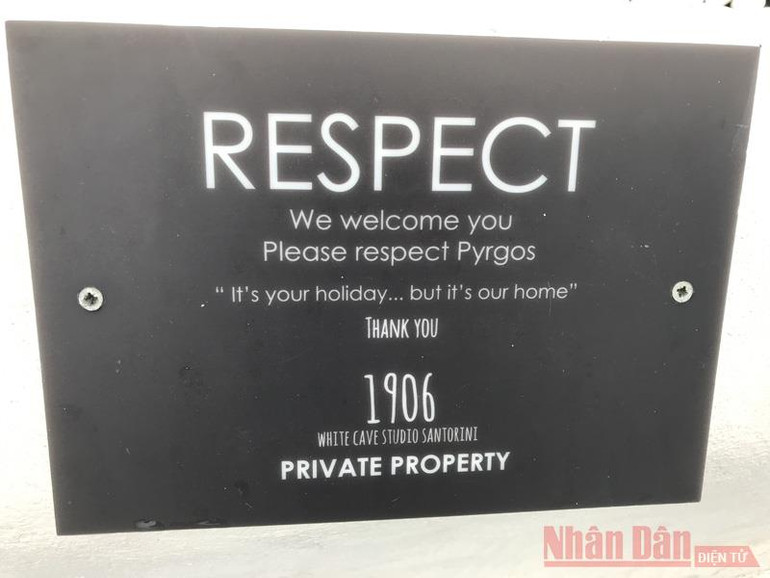 RESPECT
We welcome you
Please respect Pyrgos
“ It’s your holiday... but it’s our home”
THANK YOU
1906
WHITE CAVE STUDIO SANTORINI
PRIVATE PROPERTY
Nhân Dân
ĐIỆN TỬ